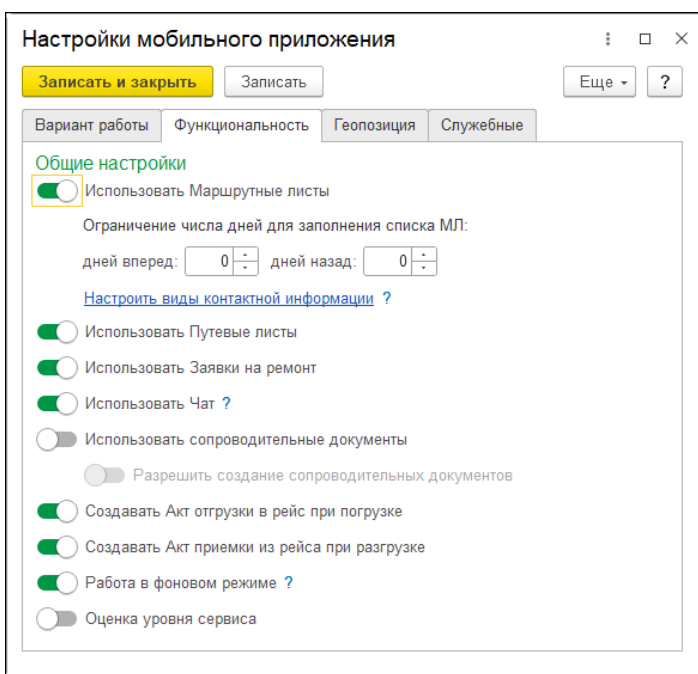 Настройки мобильного приложения
Записать и закрыть Записать Еще ?
Вариант работы Функциональность Геопозиция Служебные
Общие настройки
Использовать Маршрутные листы
Ограничение числа дней для заполнения списка МЛ:
дней вперед: 0 дней назад: 0
Настроить виды контактной информации ?
Использовать Путевые листы
Использовать Заявки на ремонт
Использовать Чат ?
Использовать сопроводительные документы
Разрешить создание сопроводительных документов
Создавать Акт отгрузки в рейс при погрузке
Создавать Акт приемки из рейса при разгрузке
Работа в фоновом режиме ?
Оценка уровня сервиса